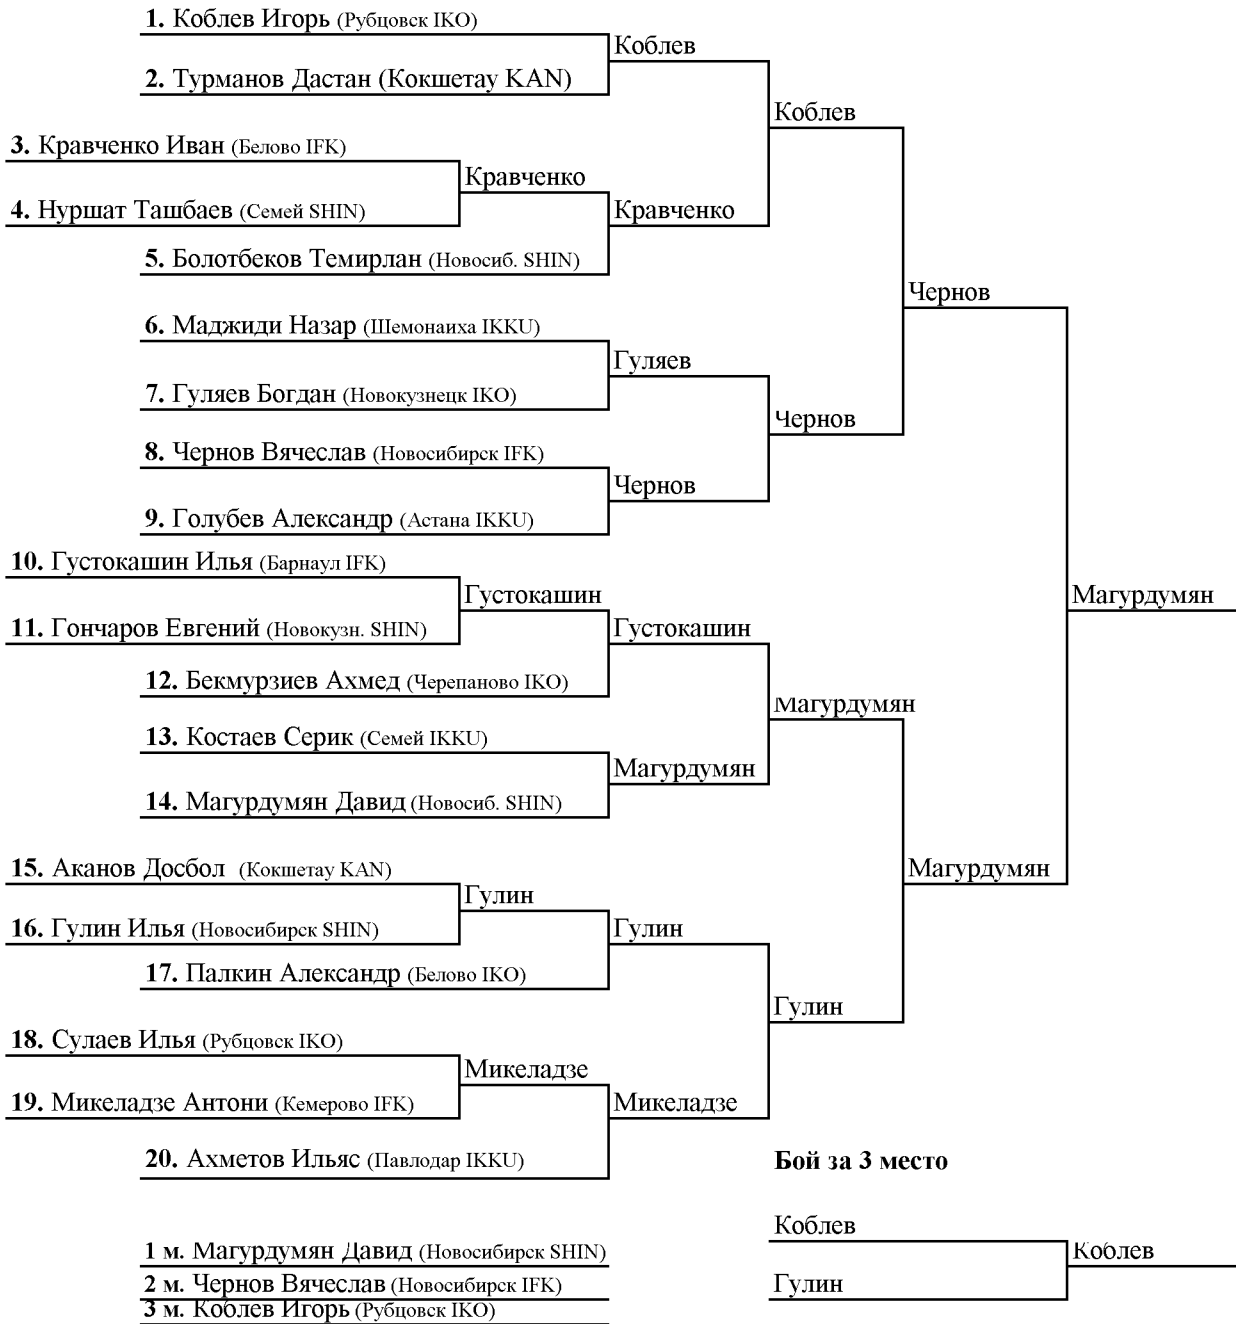 1. Коблев Игорь (Рубцовск IKO)
Коблев
2. Турманов Дастан (Кокшетау KAN)
Коблев
3. Кравченко Иван (Белово IFK)
Кравченко
4. Нуршат Ташбаев (Семей SHIN)
Кравченко
5. Болотбеков Темирлан (Новосиб. SHIN)
Чернов
6. Маджиди Назар (Шемонаиха IKKU)
Гуляев
7. Гуляев Богдан (Новокузнецк IKO)
Чернов
8. Чернов Вячеслав (Новосибирск IFK)
Чернов
9. Голубев Александр (Астана IKKU)
10. Густокашин Илья (Барнаул IFK)
Густокашин
Магурдумян
11. Гончаров Евгений (Новокузн. SHIN)
Густокашин
12. Бекмурзиев Ахмед (Черепаново IKO)
Магурдумян
13. Костаев Серик (Семей IKKU)
Магурдумян
14. Магурдумян Давид (Новосиб. SHIN)
15. Аканов Досбол (Кокшетау KAN)
Магурдумян
Гулин
16. Гулин Илья (Новосибирск SHIN)
Гулин
17. Палкин Александр (Белово IKO)
Гулин
18. Сулаев Илья (Рубцовск IKO)
Микеладзе
19. Микеладзе Антони (Кемерово IFK)
Микеладзе
20. Ахметов Ильяс (Павлодар IKKU)
Бой за 3 место
Коблев
Коблев
Гулин
1 м. Магурдумян Давид (Новосибирск SHIN)
2 м. Чернов Вячеслав (Новосибирск IFK)
3 м. Коблев Игорь (Рубцовск IKO)